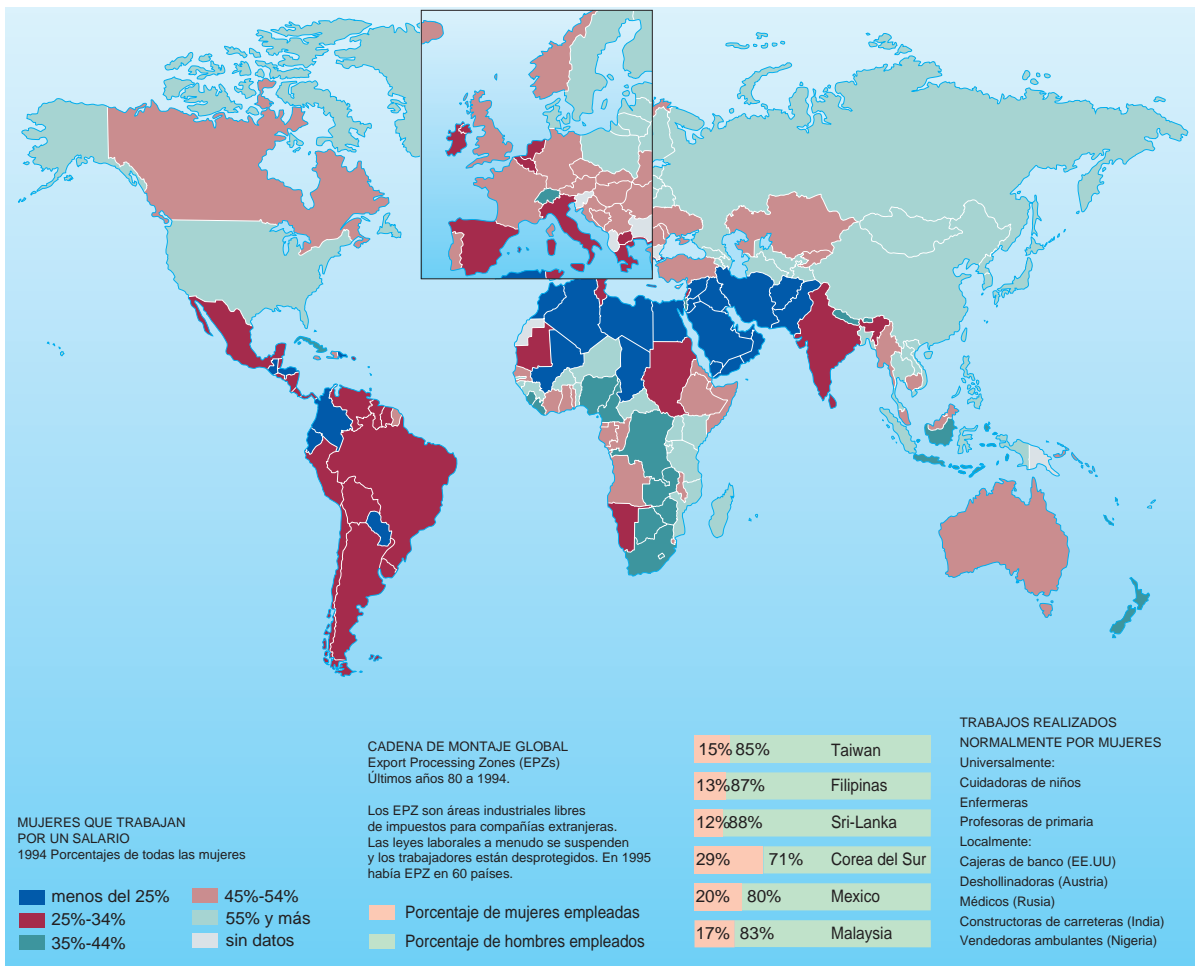 MUJERES QUE TRABAJAN
POR UN SALARIO
1994 Porcentajes de todas las mujeres
menos del 25%
25%-34%
35%-44%
45%-54%
55% y más
sin datos
CADENA DE MONTAJE GLOBAL
Export Processing Zones (EPZs)
Últimos años 80 a 1994.
Los EPZ son áreas industriales libres
de impuestos para compañías extranjeras.
Las leyes laborales a menudo se suspenden
y los trabajadores están desprotegidos. En 1995
había EPZ en 60 países.
Porcentaje de mujeres empleadas
Porcentaje de hombres empleados
15% 85% Taiwan
13% 87% Filipinas
12% 88% Sri-Lanka
29% 71% Corea del Sur
20% 80% Mexico
17% 83% Malaysia
TRABAJOS REALIZADOS
NORMALMENTE POR MUJERES
Universalmente:
Cuidadoras de niños
Enfermeras
Profesoras de primaria
Localmente:
Cajeras de banco (EE.UU)
Deshollinadoras (Austria)
Médicos (Rusia)
Constructoras de carreteras (India)
Vendedoras ambulantes (Nigeria)